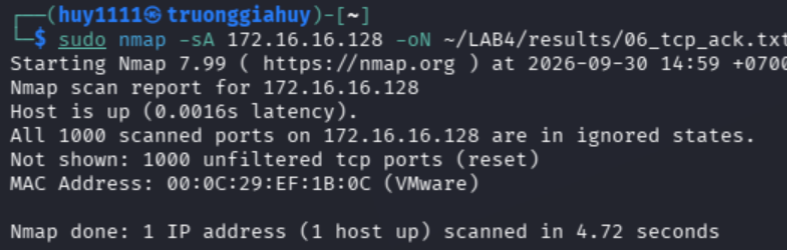 ┌──(huy1111㉿truonggiahuy)-[~]
└─$ sudo nmap -sA 172.16.16.128 -oN ~/LAB4/results/06_tcp_ack.txt
Starting Nmap 7.99 ( https://nmap.org ) at 2026-09-30 14:59 +0700
Nmap scan report for 172.16.16.128
Host is up (0.0016s latency).
All 1000 scanned ports on 172.16.16.128 are in ignored states.
Not shown: 1000 unfiltered tcp ports (reset)
MAC Address: 00:0C:29:EF:1B:0C (VMware)
Nmap done: 1 IP address (1 host up) scanned in 4.72 seconds